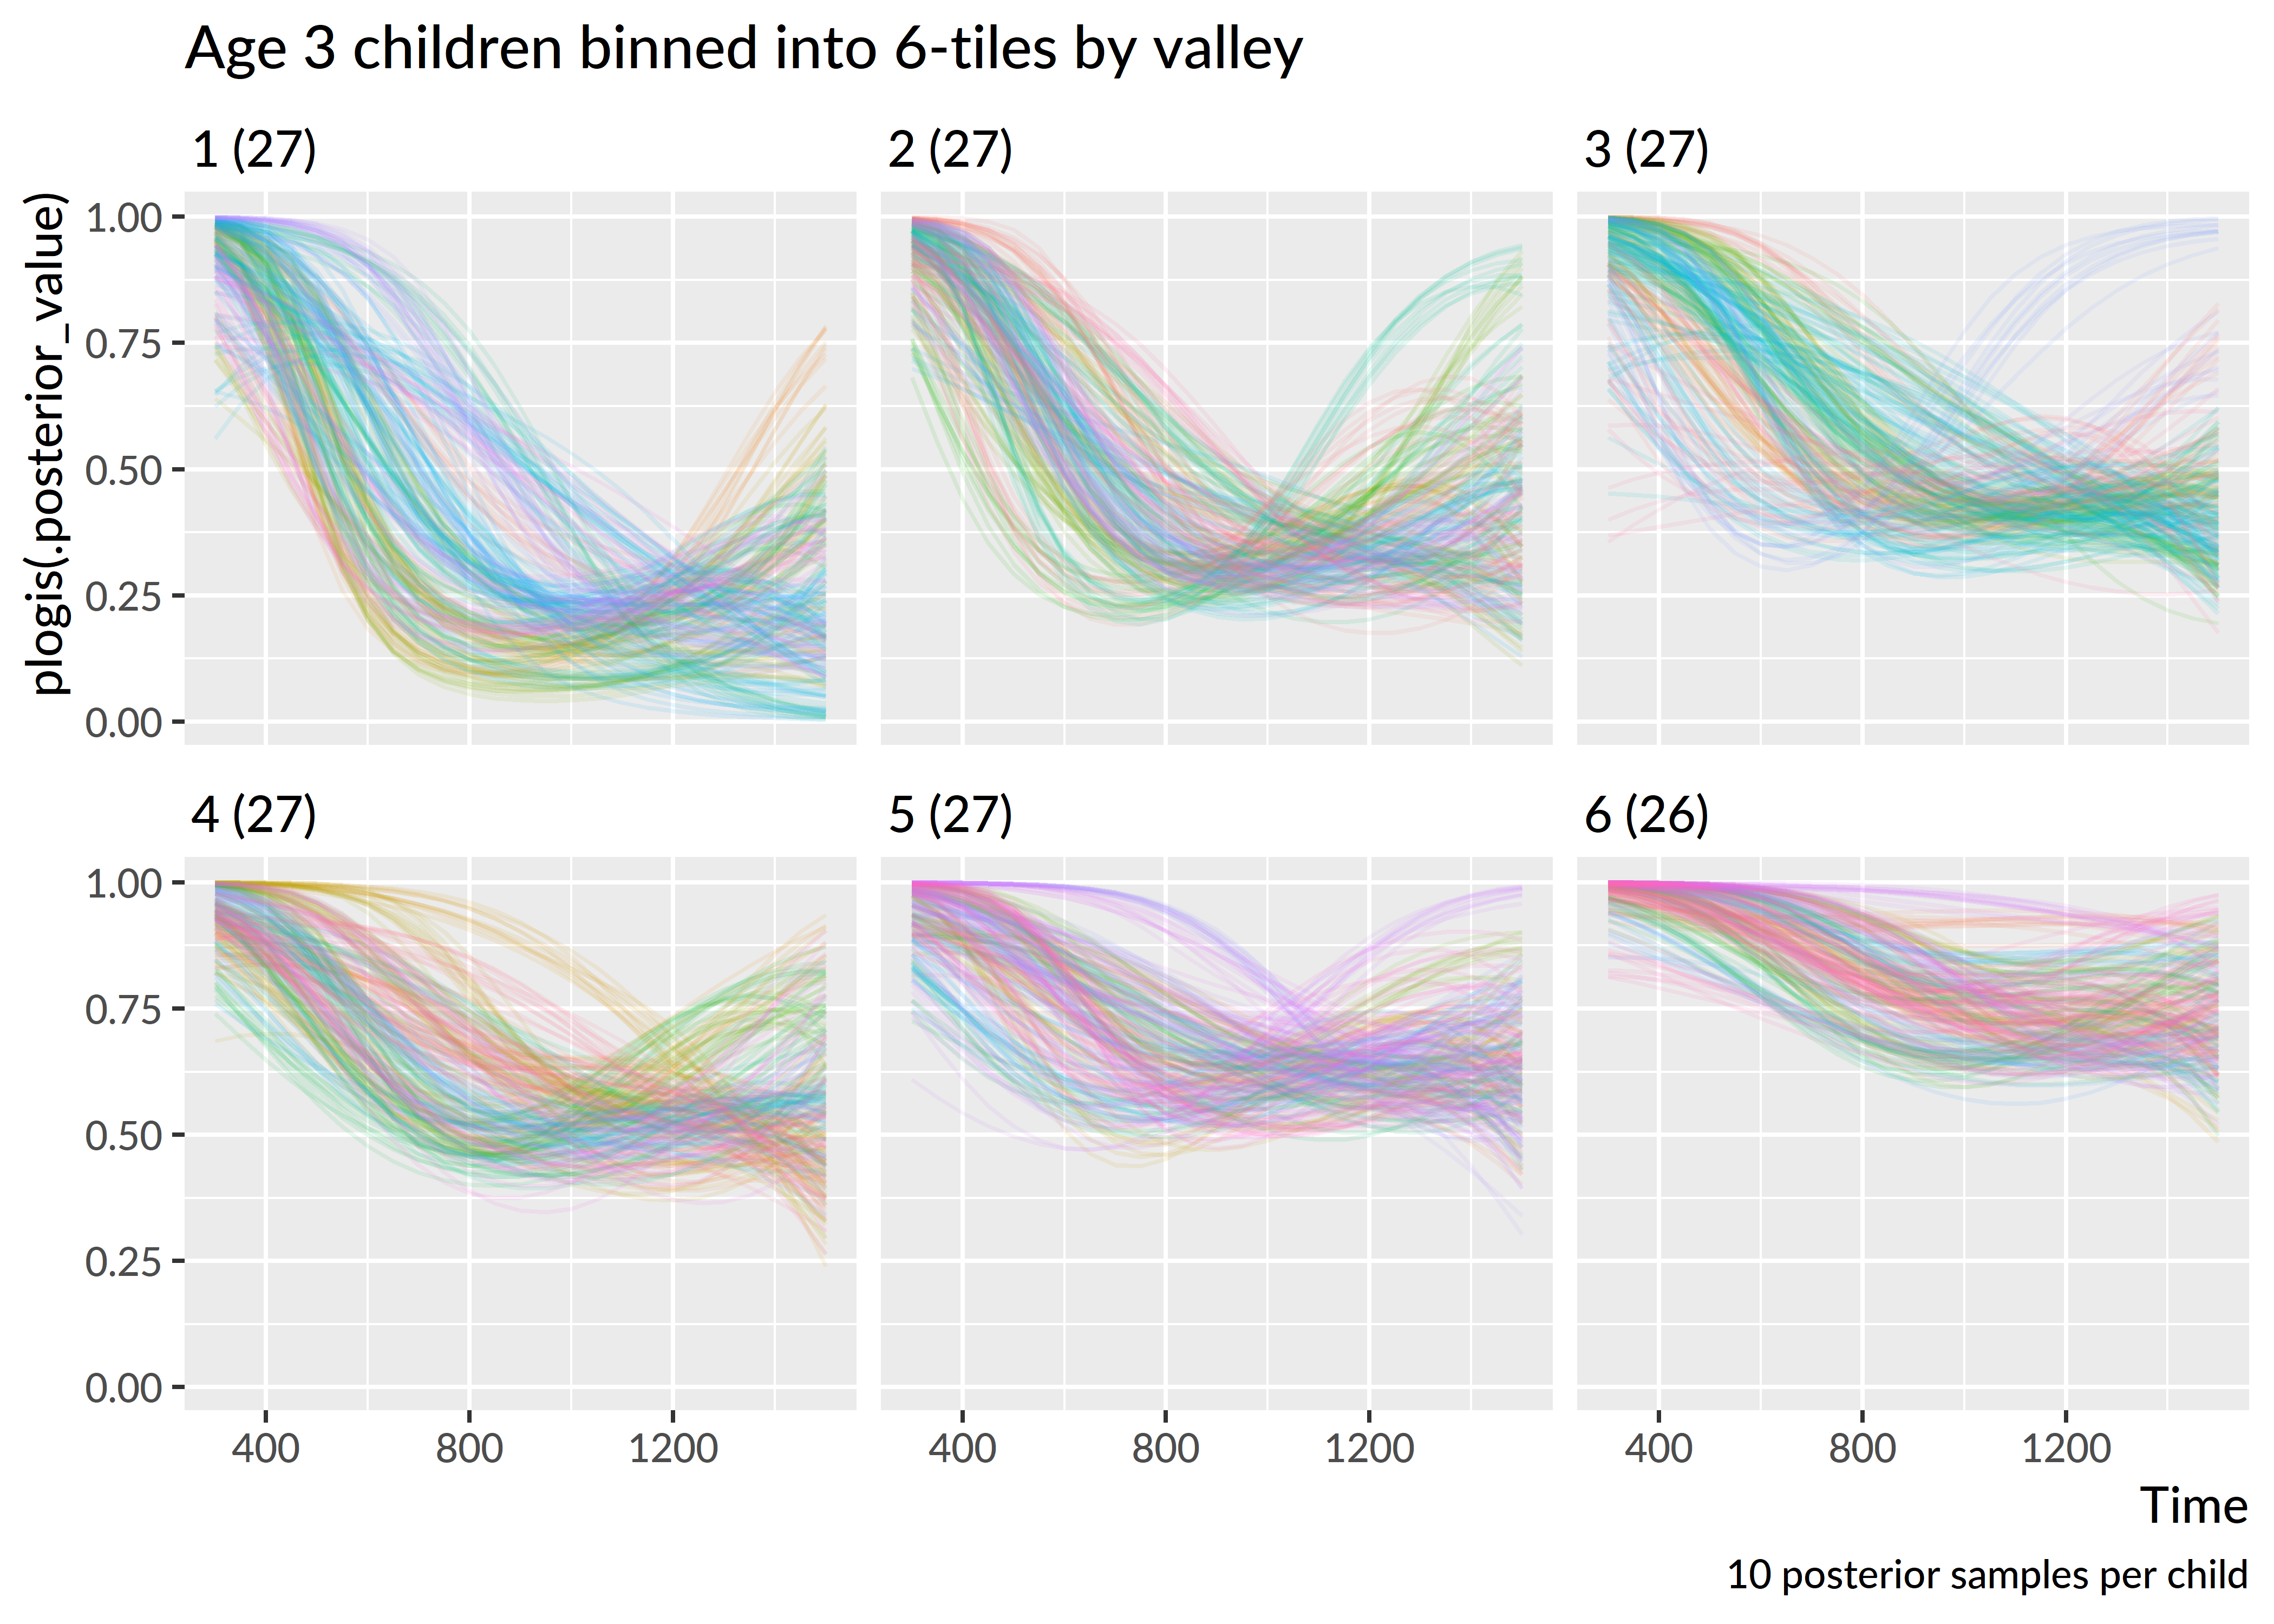 Age 3 children binned into 6-tiles by valley
1 (27)
2 (27)
3 (27)
plogis(.posterior_value)
1.00
0.75
0.50
0.25
0.00
4 (27)
5 (27)
6 (26)
1.00
0.75
0.50
0.25
0.00
400 800 1200
400 800 1200
400 800 1200
Time
10 posterior samples per child